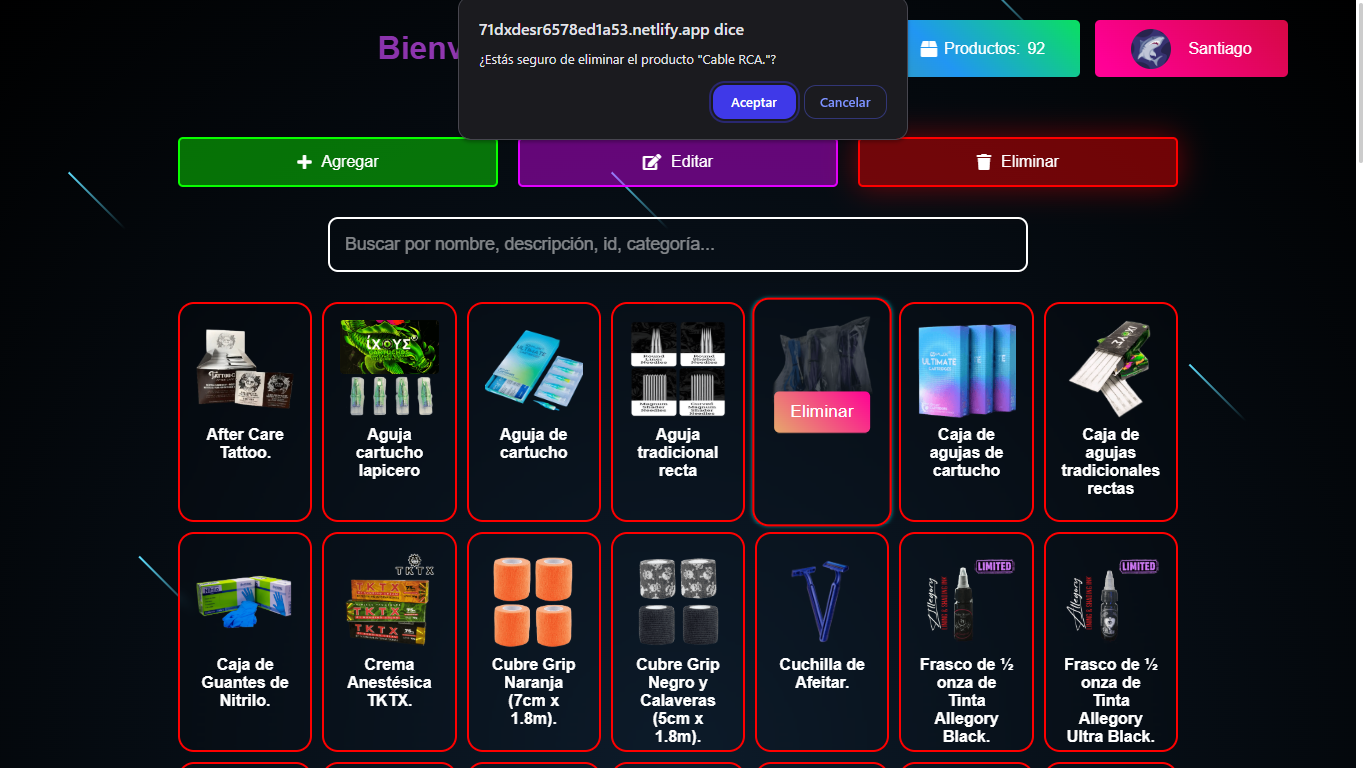 71dxdesr6578ed1a53.netlify.app dice
¿Estás seguro de eliminar el producto "Cable RCA."?
Aceptar
Cancelar
Bienv
Productos: 92
Santiago
Agregar
Editar
Eliminar
Buscar por nombre, descripción, id, categoría...
After Care
Tattoo.
Aguja
cartucho
lapicero
Aguja de
cartucho
Aguja
tradicional
recta
Eliminar
Caja de
agujas de
cartucho
Caja de
agujas
tradicionales
rectas
Caja de
Guantes de
Nitrilo.
TKTX
Crema
Anestésica
TKTX.
Cubre Grip
Naranja
(7cm x
1.8m).
Cubre Grip
Negro y
Calaveras
(5cm x
1.8m).
Cuchilla de
Afeitar.
LIMITED
Allegory
Frasco de ½
onza de
Tinta
Allegory
Black.
LIMITED
Allegory
Frasco de ½
onza de
Tinta
Allegory
Ultra Black.